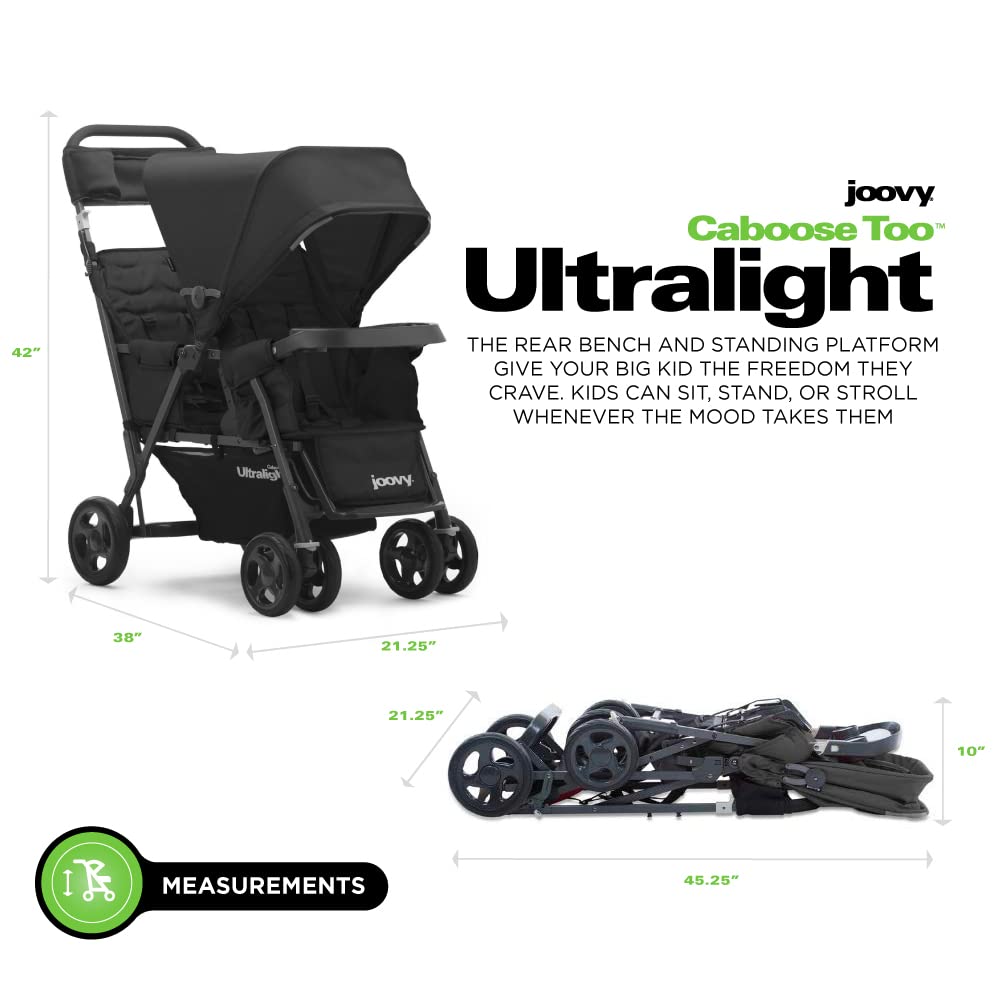 joovy
Caboose Too™
Ultralight
THE REAR BENCH AND STANDING PLATFORM
GIVE YOUR BIG KID THE FREEDOM THEY
CRAVE. KIDS CAN SIT, STAND, OR STROLL
WHENEVER THE MOOD TAKES THEM
42”
Ultralight
joovy
38”
21.25”
21.25”
10”
45.25”
MEASUREMENTS